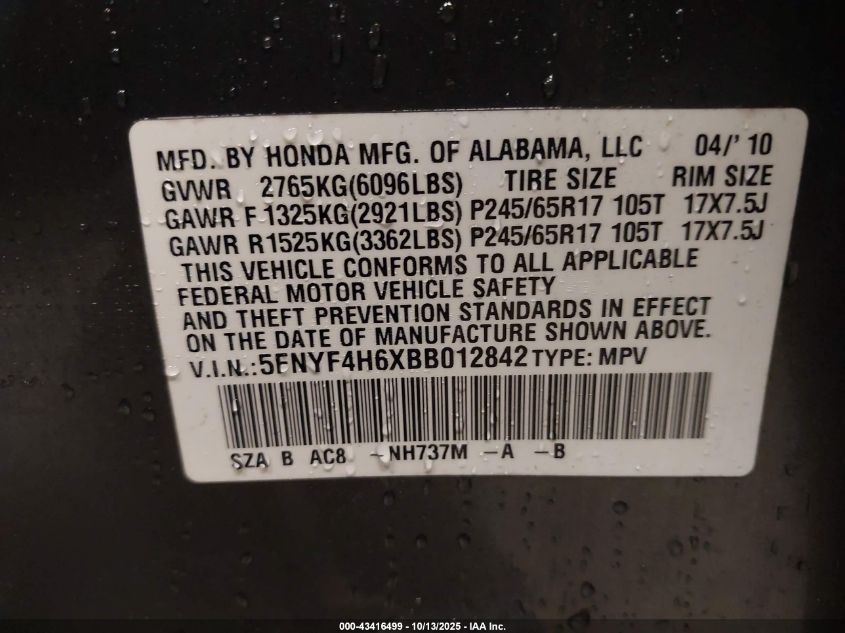 MFD. BY HONDA MFG. OF ALABAMA, LLC 04/'10
GVWR 2765KG(6096LBS) TIRE SIZE RIM SIZE
GAWR F 1325KG(2921LBS) P245/65R17 105T 17X7.5J
GAWR R1525KG(3362LBS) P245/65R17 105T 17X7.5J
THIS VEHICLE CONFORMS TO ALL APPLICABLE
FEDERAL MOTOR VEHICLE SAFETY
AND THEFT PREVENTION STANDARDS IN EFFECT
ON THE DATE OF MANUFACTURE SHOWN ABOVE.
V.I.N.:5FNYF4H6XBB012842 TYPE: MPV
SZA B AC8 -NH737M -A -B
000-43416499 - 10/13/2025 - IAA Inc.